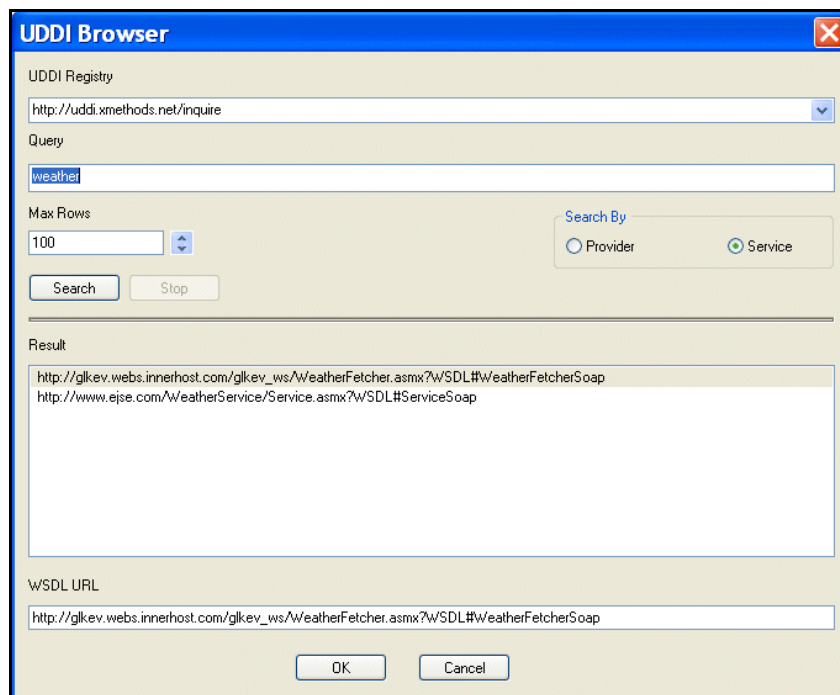 UDDI Browser
UDDI Registry
http://uddi.xmethods.net/inquire
Query
weather
Max Rows
100
Search By
Provider
Service
Search
Stop
Result
http://glkev.webs.innerhost.com/glkev_ws/WeatherFetcher.asmx?WSDL#WeatherFetcherSoap
http://www.ejse.com/WeatherService/Service.asmx?WSDL#ServiceSoap
WSDL URL
http://glkev.webs.innerhost.com/glkev_ws/WeatherFetcher.asmx?WSDL#WeatherFetcherSoap
OK
Cancel